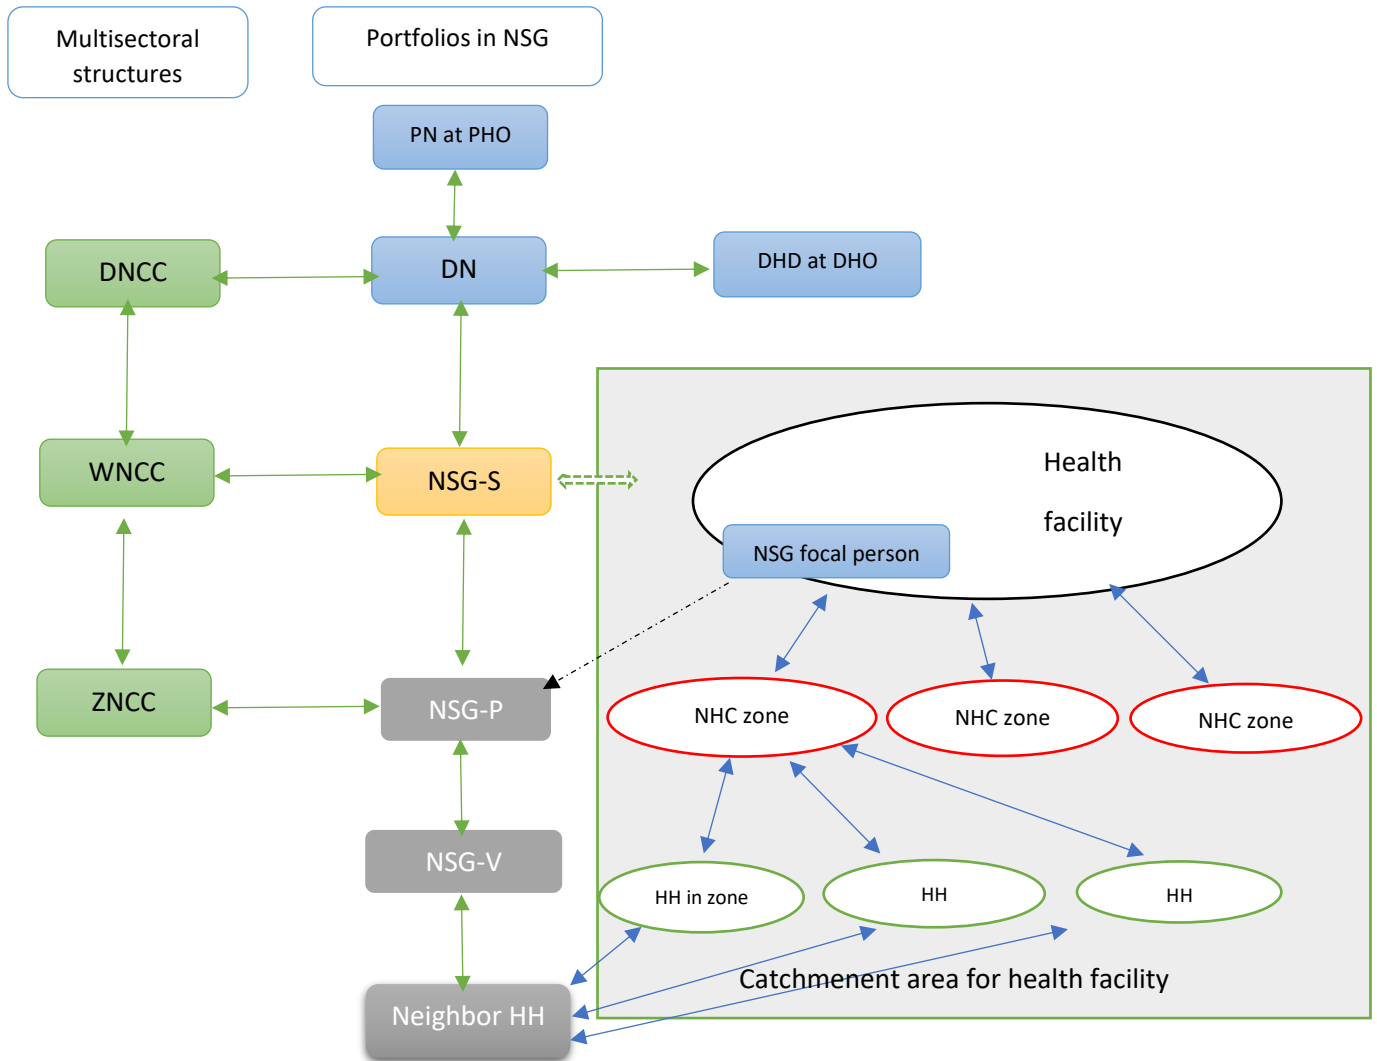 Multisectoral
structures
Portfolios in NSG
PN at PHO
DNCC
DN
DHD at DHO
WNCC
NSG-S
Health
facility
NSG focal person
ZNCC
NSG-P
NHC zone
NHC zone
NHC zone
NSG-V
HH in zone
HH
HH
Catchmenent area for health facility
Neighbor HH